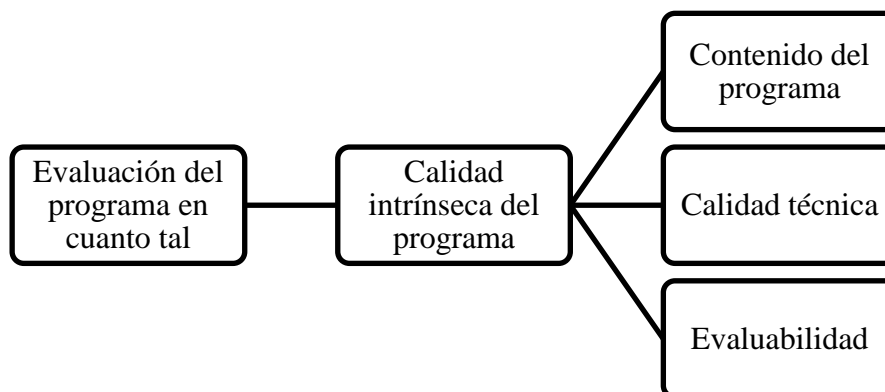 Evaluación del
programa en
cuanto tal
Calidad
intrínseca del
programa
Contenido del
programa
Calidad técnica
Evaluabilidad